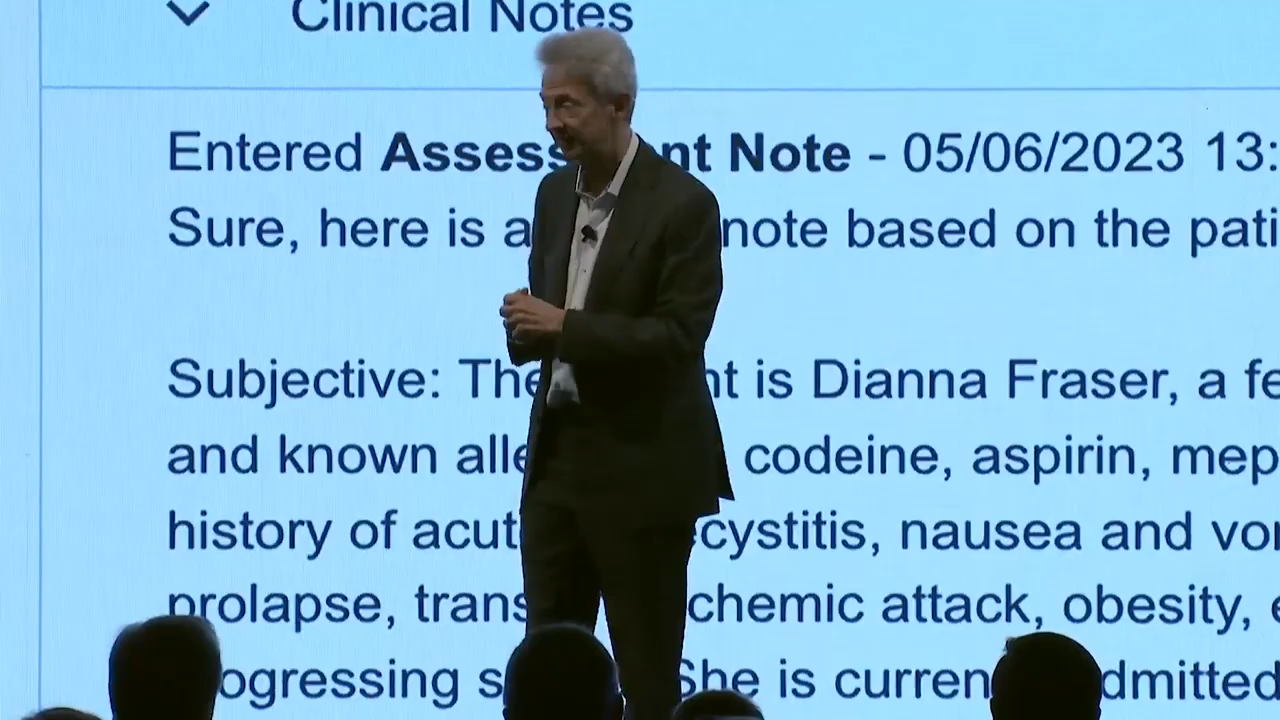 Clinical Notes
Entered Assess nt Note - 05/06/2023 13:
Sure, here is a note based on the pati
Subjective: The nt is Dianna Fraser, a fe
and known alle codeine, aspirin, mep
history of acut cystitis, nausea and vo
prolapse, trans chemic attack, obesity,
ogressing s She is curren dmitted